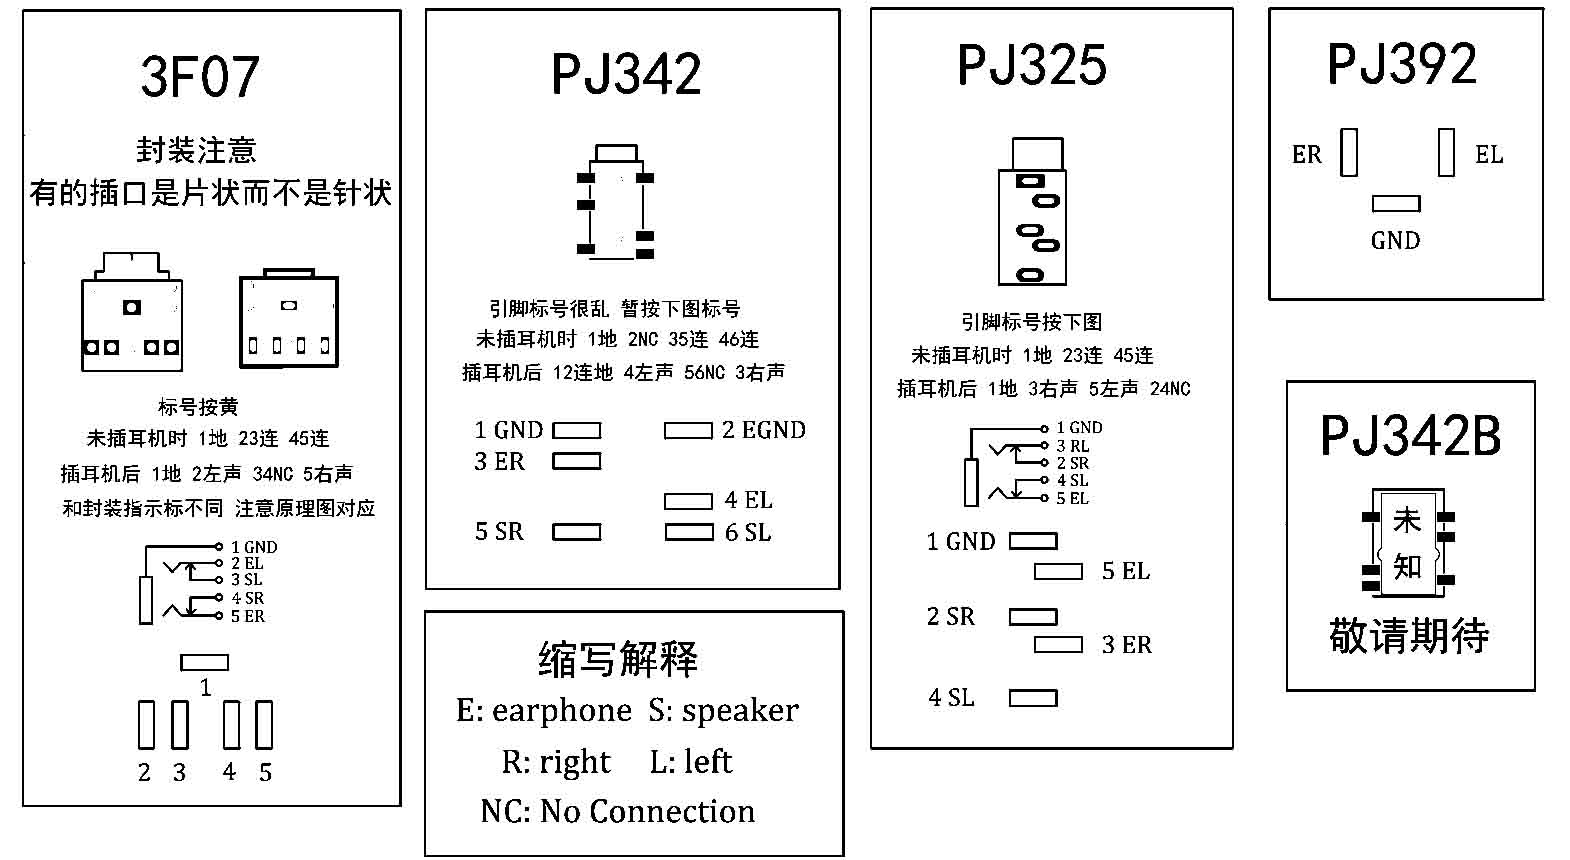 3F07
封装注意
有的插口是片状而不是针状
标号按黄
未插耳机时 1地 23连 45连
插耳机后 1地 2左声 34NC 5右声
和封装指示标不同 注意原理图对应
1 GND
2 EL
3 SL
4 SR
5 ER
1
2 3 4 5
PJ342
引脚标号很乱 暂按下图标号
未插耳机时 1地 2NC 35连 46连
插耳机后 12连地 4左声 56NC 3右声
1 GND 2 EGND
3 ER
4 EL
5 SR 6 SL
缩写解释
E: earphone S: speaker
R: right L: left
NC: No Connection
PJ325
引脚标号按下图
未插耳机时 1地 23连 45连
插耳机后 1地 3右声 5左声 24NC
1 GND
3 RL
2 SR
4 SL
5 EL
1 GND
5 EL
2 SR
3 ER
4 SL
PJ392
ER EL
GND
PJ342B
未
知
敬请期待